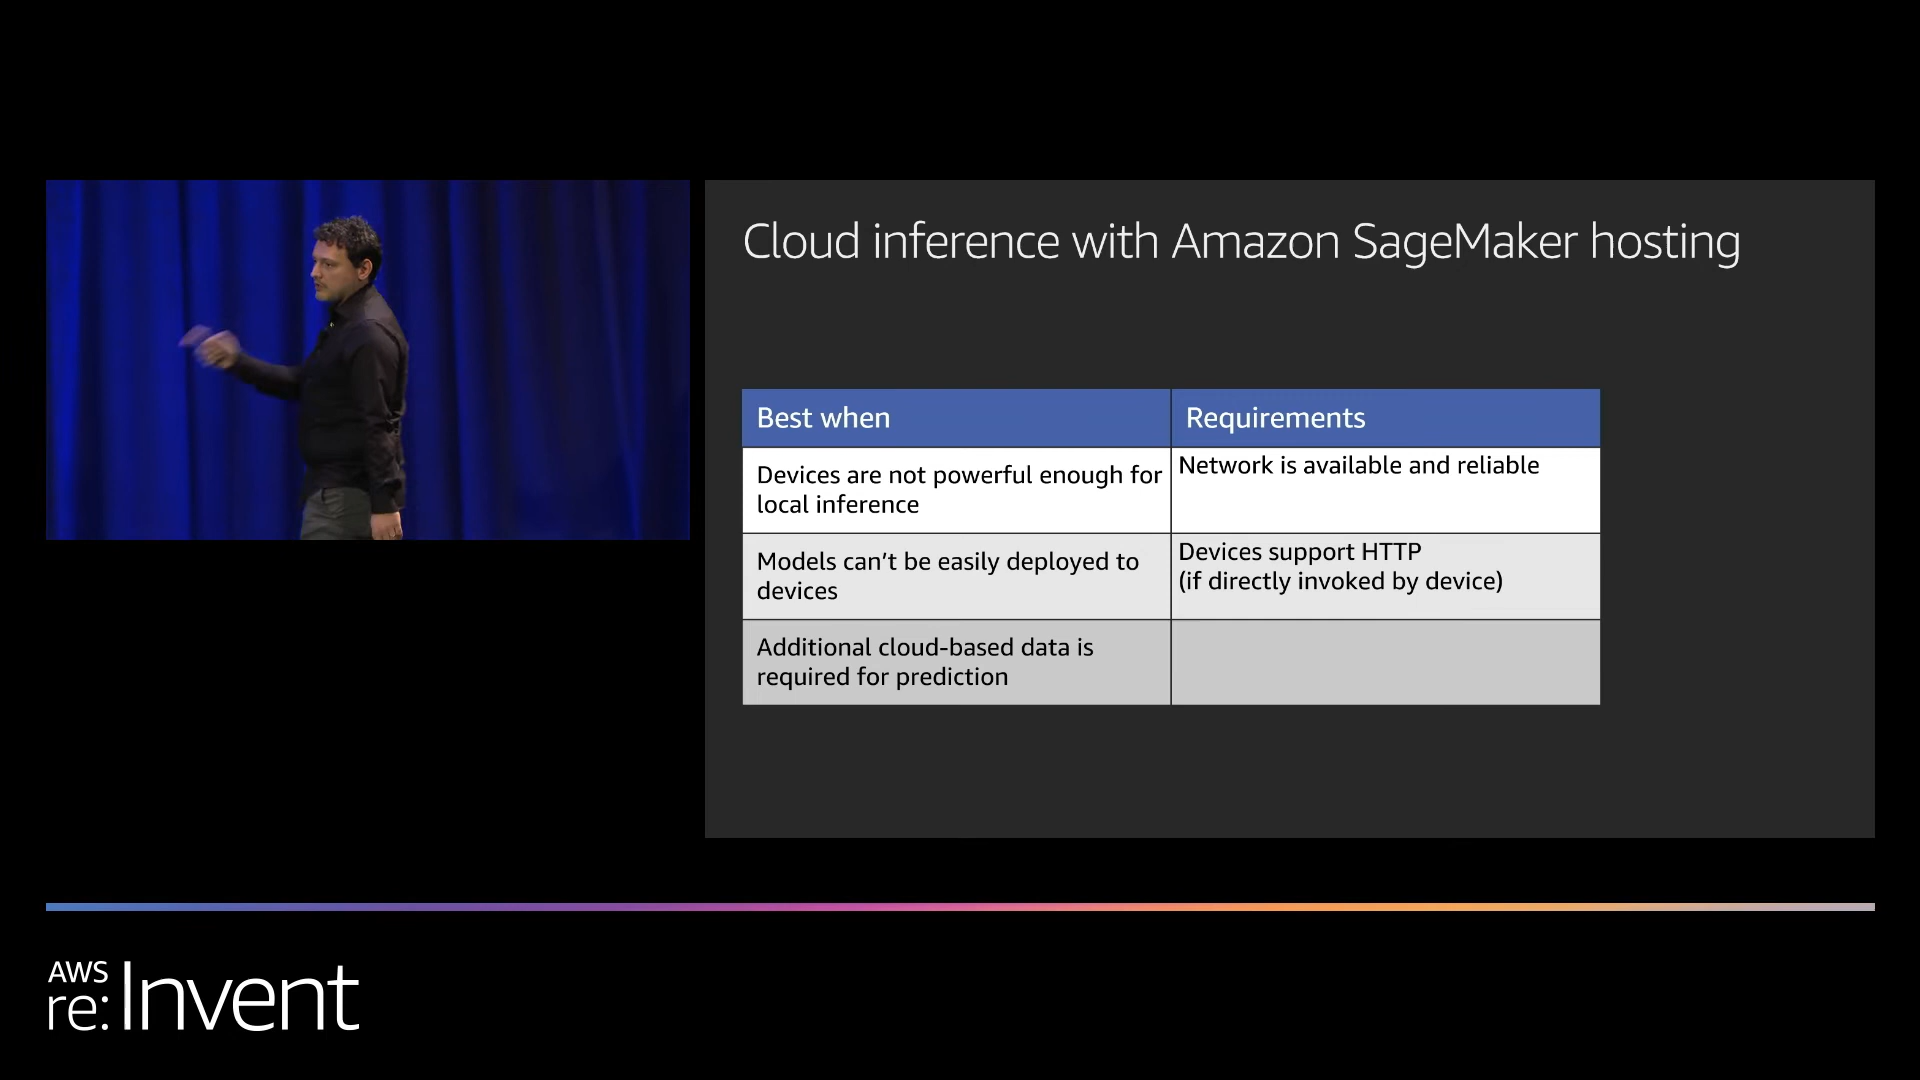 Cloud inference with Amazon SageMaker hosting
Best when
Requirements
Devices are not powerful enough for
local inference
Network is available and reliable
Models can’t be easily deployed to
devices
Devices support HTTP
(if directly invoked by device)
Additional cloud-based data is
required for prediction
AWS
re:Invent